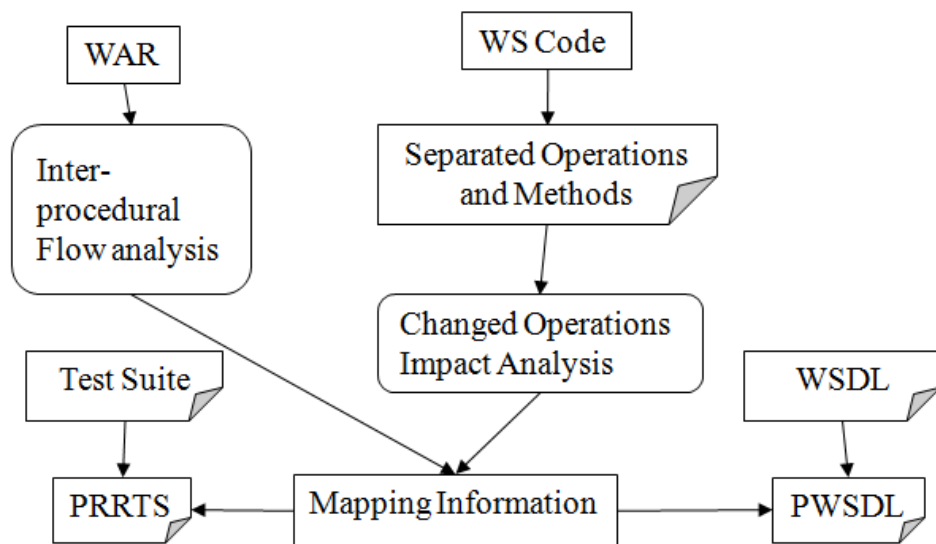 WAR
WS Code
Inter-
procedural
Flow analysis
Separated Operations
and Methods
Changed Operations
Impact Analysis
Test Suite
WSDL
PRRTS
Mapping Information
PWSDL